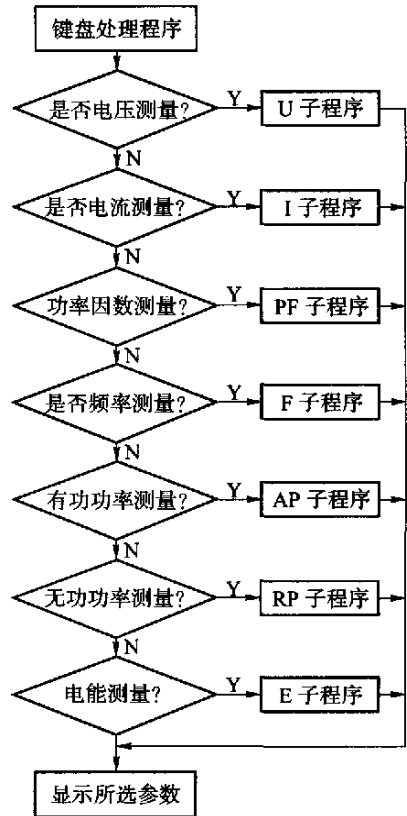 键盘处理程序
是否电压测量?
Y
U 子程序
N
是否电流测量?
Y
I 子程序
N
功率因数测量?
Y
PF 子程序
N
是否频率测量?
Y
F 子程序
N
有功功率测量?
Y
AP 子程序
N
无功功率测量?
Y
RP 子程序
N
电能测量?
Y
E 子程序
显示所选参数